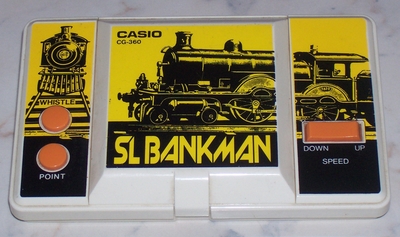 CASIO
CG-360
WHISTLE
POINT
SL BANKMAN
DOWN UP
SPEED